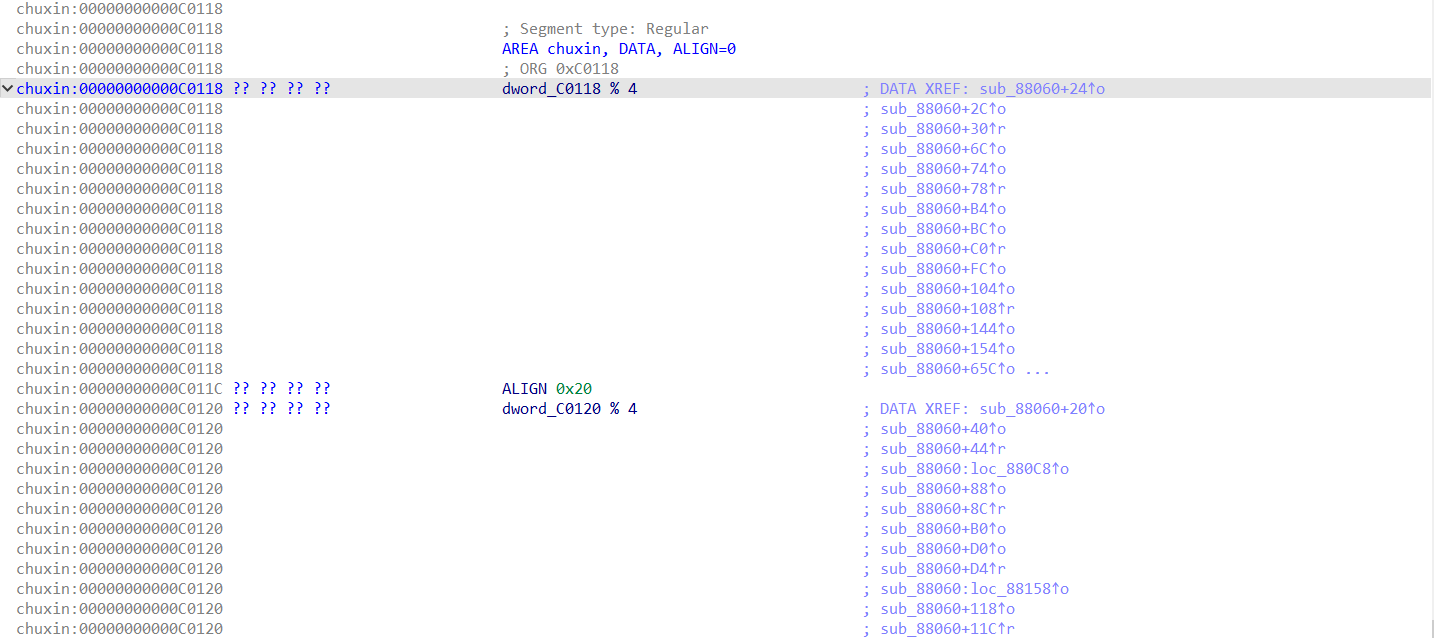 chuxin:00000000000C0118
chuxin:00000000000C0118 ; Segment type: Regular
chuxin:00000000000C0118 AREA chuxin, DATA, ALIGN=0
chuxin:00000000000C0118 ; ORG 0xC0118
chuxin:00000000000C0118 ?? ?? ?? ?? dword_C0118 % 4 ; DATA XREF: sub_88060+24↑o
chuxin:00000000000C0118 ; sub_88060+2C↑o
chuxin:00000000000C0118 ; sub_88060+30↑r
chuxin:00000000000C0118 ; sub_88060+6C↑o
chuxin:00000000000C0118 ; sub_88060+74↑o
chuxin:00000000000C0118 ; sub_88060+78↑r
chuxin:00000000000C0118 ; sub_88060+B4↑o
chuxin:00000000000C0118 ; sub_88060+BC↑o
chuxin:00000000000C0118 ; sub_88060+C0↑r
chuxin:00000000000C0118 ; sub_88060+FC↑o
chuxin:00000000000C0118 ; sub_88060+104↑o
chuxin:00000000000C0118 ; sub_88060+108↑r
chuxin:00000000000C0118 ; sub_88060+144↑o
chuxin:00000000000C0118 ; sub_88060+154↑o
chuxin:00000000000C0118 ; sub_88060+65C↑o ...
chuxin:00000000000C011C ?? ?? ?? ?? ALIGN 0x20
chuxin:00000000000C0120 ?? ?? ?? ?? dword_C0120 % 4 ; DATA XREF: sub_88060+20↑o
chuxin:00000000000C0120 ; sub_88060+40↑o
chuxin:00000000000C0120 ; sub_88060+44↑r
chuxin:00000000000C0120 ; sub_88060:loc_880C8↑o
chuxin:00000000000C0120 ; sub_88060+88↑o
chuxin:00000000000C0120 ; sub_88060+8C↑r
chuxin:00000000000C0120 ; sub_88060+B0↑o
chuxin:00000000000C0120 ; sub_88060+D0↑o
chuxin:00000000000C0120 ; sub_88060+D4↑r
chuxin:00000000000C0120 ; sub_88060:loc_88158↑o
chuxin:00000000000C0120 ; sub_88060+118↑o
chuxin:00000000000C0120 ; sub_88060+11C↑r